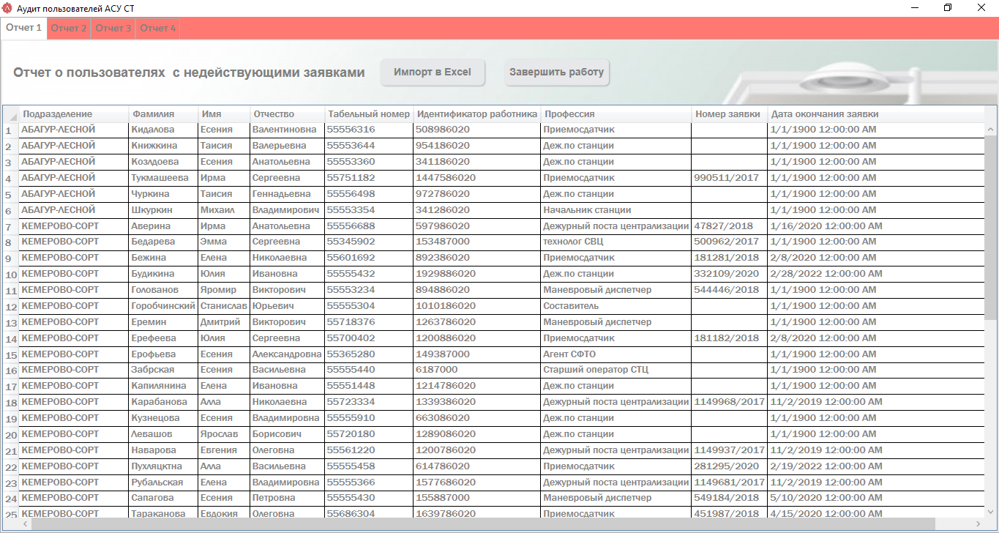 Аудит пользователей АСУ СТ
Отчет 1 Отчет 2 Отчет 3 Отчет 4
Отчет о пользователях с недействующими заявками Импорт в Excel Завершить работу
Подразделение Фамилия Имя Отчество Табельный номер Идентификатор работника Профессия Номер заявки Дата окончания заявки
1 АБАГУР-ЛЕСНОЙ Кидалова Есения Валентиновна 55556316 508986020 Приемосдатчик 1/1/1900 12:00:00 AM
2 АБАГУР-ЛЕСНОЙ Книжкина Таисия Валерьевна 55553644 954186020 Деж.по станции 1/1/1900 12:00:00 AM
3 АБАГУР-ЛЕСНОЙ Козлдоева Есения Анатольевна 55553360 341186020 Деж.по станции 1/1/1900 12:00:00 AM
4 АБАГУР-ЛЕСНОЙ Тукмашеева Ирма Сергеевна 55751182 1447586020 Приемосдатчик 990511/2017 1/1/1900 12:00:00 AM
5 АБАГУР-ЛЕСНОЙ Чуркина Таисия Геннадьевна 55556498 972786020 Деж.по станции 1/1/1900 12:00:00 AM
6 АБАГУР-ЛЕСНОЙ Шкуркин Михаил Владимирович 55553354 341286020 Начальник станции 1/1/1900 12:00:00 AM
7 КЕМЕРОВО-СОРТ Аверина Ирма Анатольевна 55556688 597986020 Дежурный поста централизации 47827/2018 1/16/2020 12:00:00 AM
8 КЕМЕРОВО-СОРТ Бедарева Эмма Сергеевна 55345902 153487000 технолог СВЦ 500962/2017 1/1/1900 12:00:00 AM
9 КЕМЕРОВО-СОРТ Бежина Елена Николаевна 55601692 892386020 Приемосдатчик 181281/2018 2/8/2020 12:00:00 AM
10 КЕМЕРОВО-СОРТ Будикина Юлия Ивановна 55555432 1929886020 Деж.по станции 332109/2020 2/28/2022 12:00:00 AM
11 КЕМЕРОВО-СОРТ Голованов Яромир Викторович 55553234 894886020 Маневровый диспетчер 544446/2018 1/1/1900 12:00:00 AM
12 КЕМЕРОВО-СОРТ Горобчинский Станислав Юрьевич 55555304 1010186020 Составитель 1/1/1900 12:00:00 AM
13 КЕМЕРОВО-СОРТ Еремин Дмитрий Викторович 55718376 1263786020 Маневровый диспетчер 1/1/1900 12:00:00 AM
14 КЕМЕРОВО-СОРТ Ерефеева Юлия Сергеевна 55700402 1200886020 Приемосдатчик 181182/2018 2/8/2020 12:00:00 AM
15 КЕМЕРОВО-СОРТ Ерофьева Есения Александровна 55365280 149387000 Агент СФТО 1/1/1900 12:00:00 AM
16 КЕМЕРОВО-СОРТ Забрская Есения Васильевна 55555440 6187000 Старший оператор СТЦ 1/1/1900 12:00:00 AM
17 КЕМЕРОВО-СОРТ Капилянина Елена Ивановна 55551448 1214786020 Деж.по станции 1/1/1900 12:00:00 AM
18 КЕМЕРОВО-СОРТ Карабанова Алла Николаевна 55723334 1339386020 Дежурный поста централизации 1149968/2017 11/2/2019 12:00:00 AM
19 КЕМЕРОВО-СОРТ Кузнецова Есения Владимировна 55555910 663086020 Деж.по станции 1/1/1900 12:00:00 AM
20 КЕМЕРОВО-СОРТ Левашов Ярослав Борисович 55720180 1289086020 Деж.по станции 1/1/1900 12:00:00 AM
21 КЕМЕРОВО-СОРТ Наварова Евгения Олеговна 55561220 1200786020 Дежурный поста централизации 1149937/2017 11/2/2019 12:00:00 AM
22 КЕМЕРОВО-СОРТ Пухляцктна Алла Васильевна 55555458 614786020 Приемосдатчик 281295/2020 2/19/2022 12:00:00 AM
23 КЕМЕРОВО-СОРТ Рубальская Елена Владимировна 55555366 1577686020 Дежурный поста централизации 1149681/2017 11/2/2019 12:00:00 AM
24 КЕМЕРОВО-СОРТ Сапагова Есения Петровна 55555430 155887000 Маневровый диспетчер 549184/2018 5/10/2020 12:00:00 AM
25 КЕМЕРОВО-СОРТ Тараканова Евдокия Олеговна 55686304 1639786020 Приемосдатчик 451987/2018 4/15/2020 12:00:00 AM